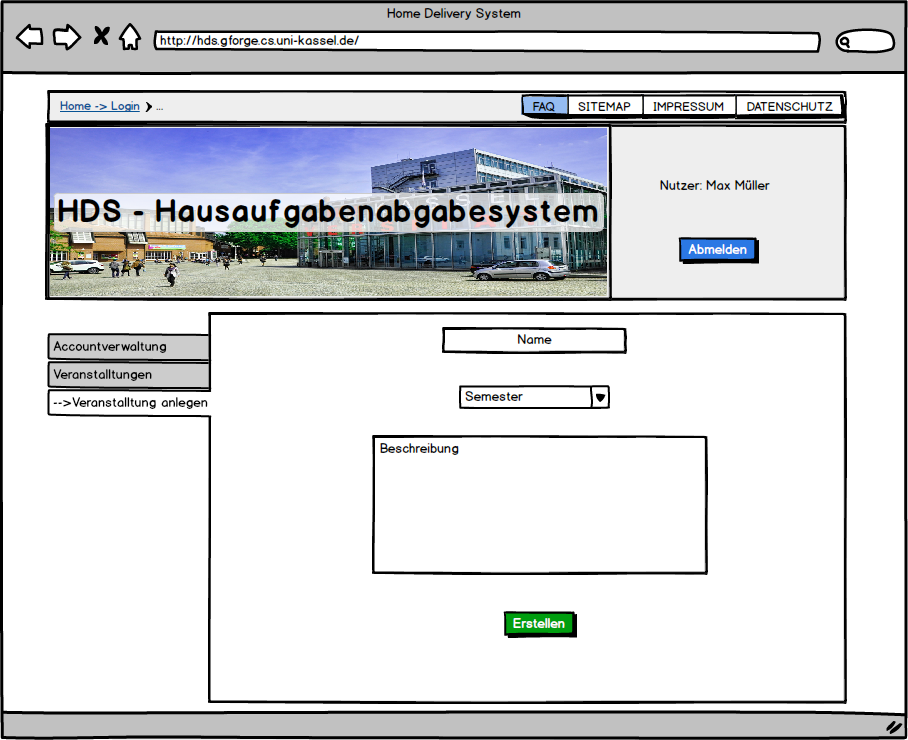 Home Delivery System
http://hds.gforge.cs.uni-kassel.de/
Home -> Login ❯ ...
FAQ SITEMAP IMPRESSUM DATENSCHUTZ
HDS - Hausaufgabenabgabesystem
Nutzer: Max Müller
Abmelden
Accountverwaltung
Veranstalltungen
-->Veranstalltung anlegen
Name
Semester
Beschreibung
Erstellen